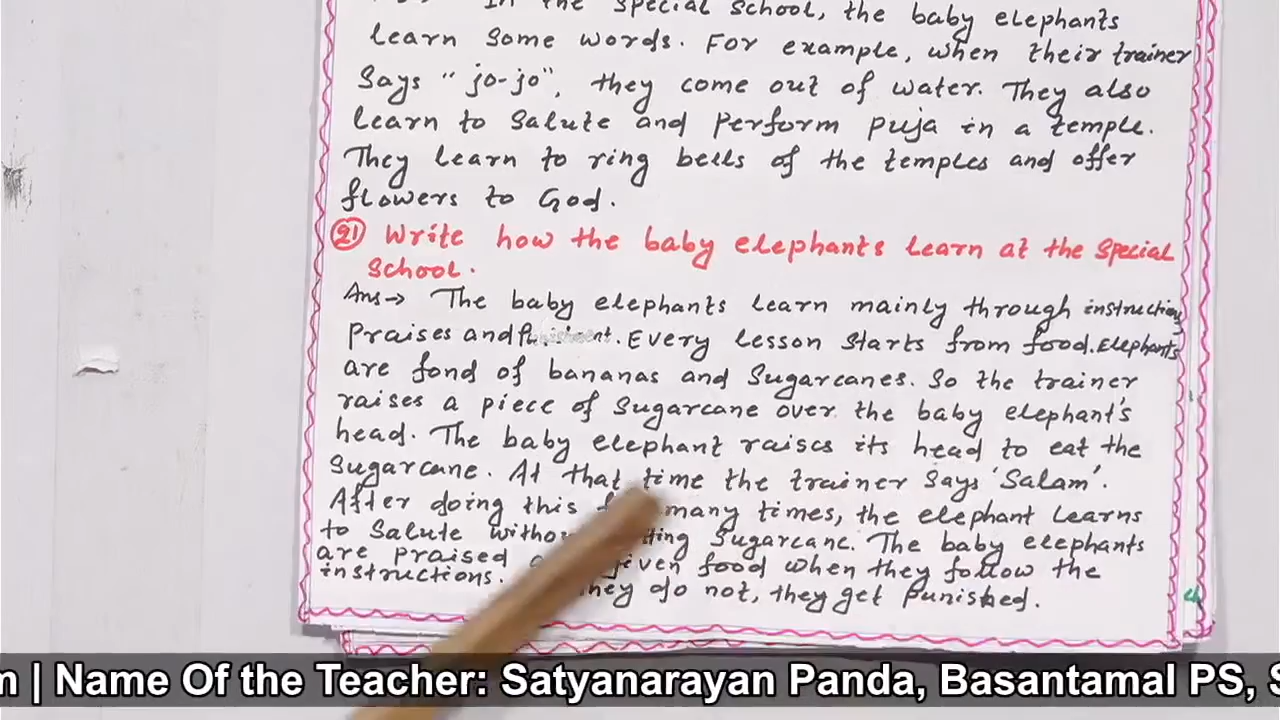 In the special school, the baby elephants
learn some words. For example, when their trainer
says "jo-jo", they come out of water. They also
learn to salute and perform puja in a temple.
They learn to ring bells of the temples and offer
flowers to God.
21 Write how the baby elephants learn at the special
school.
Ans→ The baby elephants learn mainly through instruction
praises and. Every lesson starts from food. Elephants
are fond of bananas and sugarcanes. So the trainer
raises a piece of sugarcane over the baby elephant's
head. The baby elephant raises its head to eat the
sugarcane. At that time the trainer says 'Salam'.
After doing this many times, the elephant learns
to salute sugarcane. The baby elephants
are praised given food when they follow the
instructions. they do not, they get punished.
m | Name Of the Teacher: Satyanarayan Panda, Basantamal PS, S